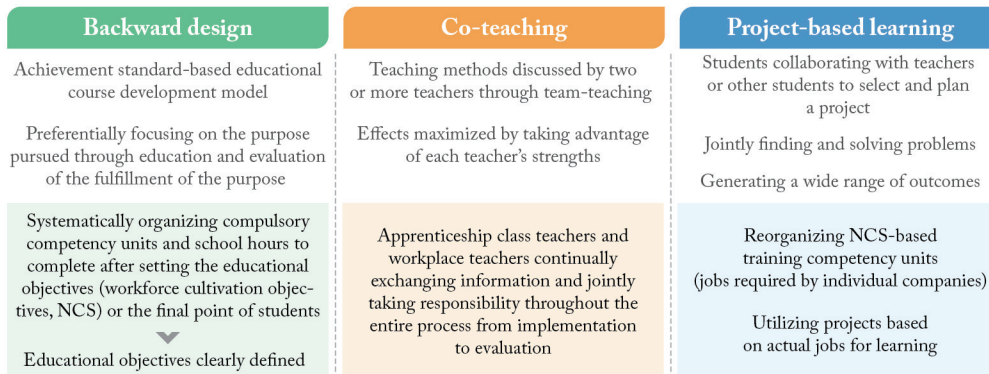 Backward design
Achievement standard-based educational
course development model
Preferentially focusing on the purpose
pursued through education and evaluation
of the fulfillment of the purpose
Systematically organizing compulsory
competency units and school hours to
complete after setting the educational
objectives (workforce cultivation objec-
tives, NCS) or the final point of students
Educational objectives clearly defined
Co-teaching
Teaching methods discussed by two
or more teachers through team-teaching
Effects maximized by taking advantage
of each teacher's strengths
Apprenticeship class teachers and
workplace teachers continually
exchanging information and jointly
taking responsibility throughout the
entire process from implementation
to evaluation
Project-based learning
Students collaborating with teachers
or other students to select and plan
a project
Jointly finding and solving problems
Generating a wide range of outcomes
Reorganizing NCS-based
training competency units
(jobs required by individual companies)
Utilizing projects based
on actual jobs for learning